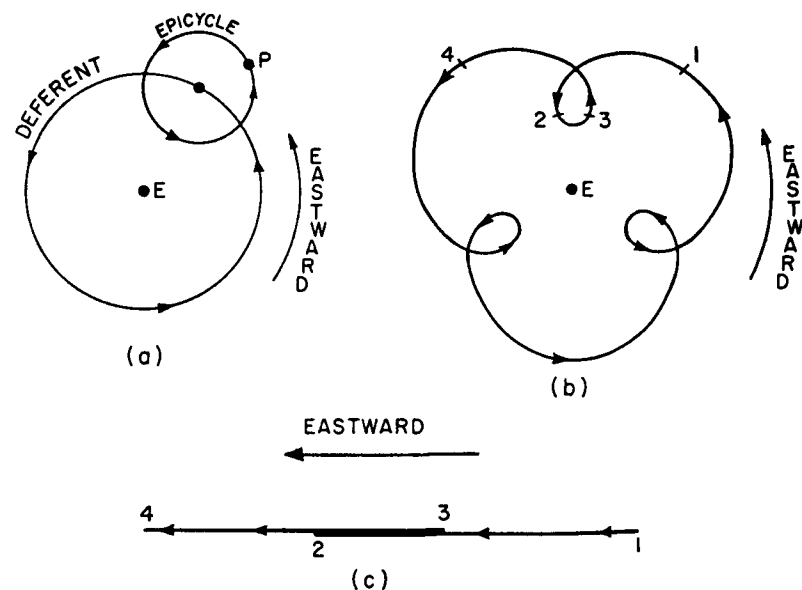 EPICYCLE
P
DEFERENT
E
EASTWARD
(a)
4
1
2
3
E
EASTWARD
(b)
EASTWARD
4
3
2
1
(c)